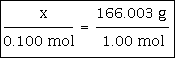 x / 0.100 mol = 166.003 g / 1.00 mol